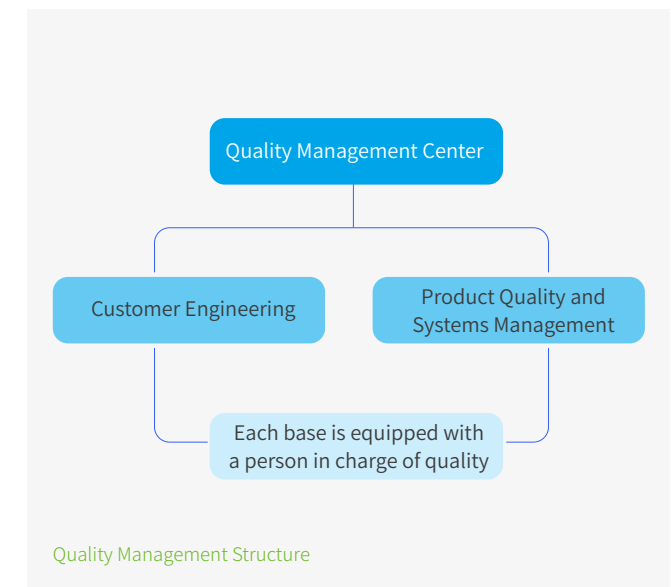 Quality Management Center
Customer Engineering
Product Quality and
Systems Management
Each base is equipped with
a person in charge of quality
Quality Management Structure